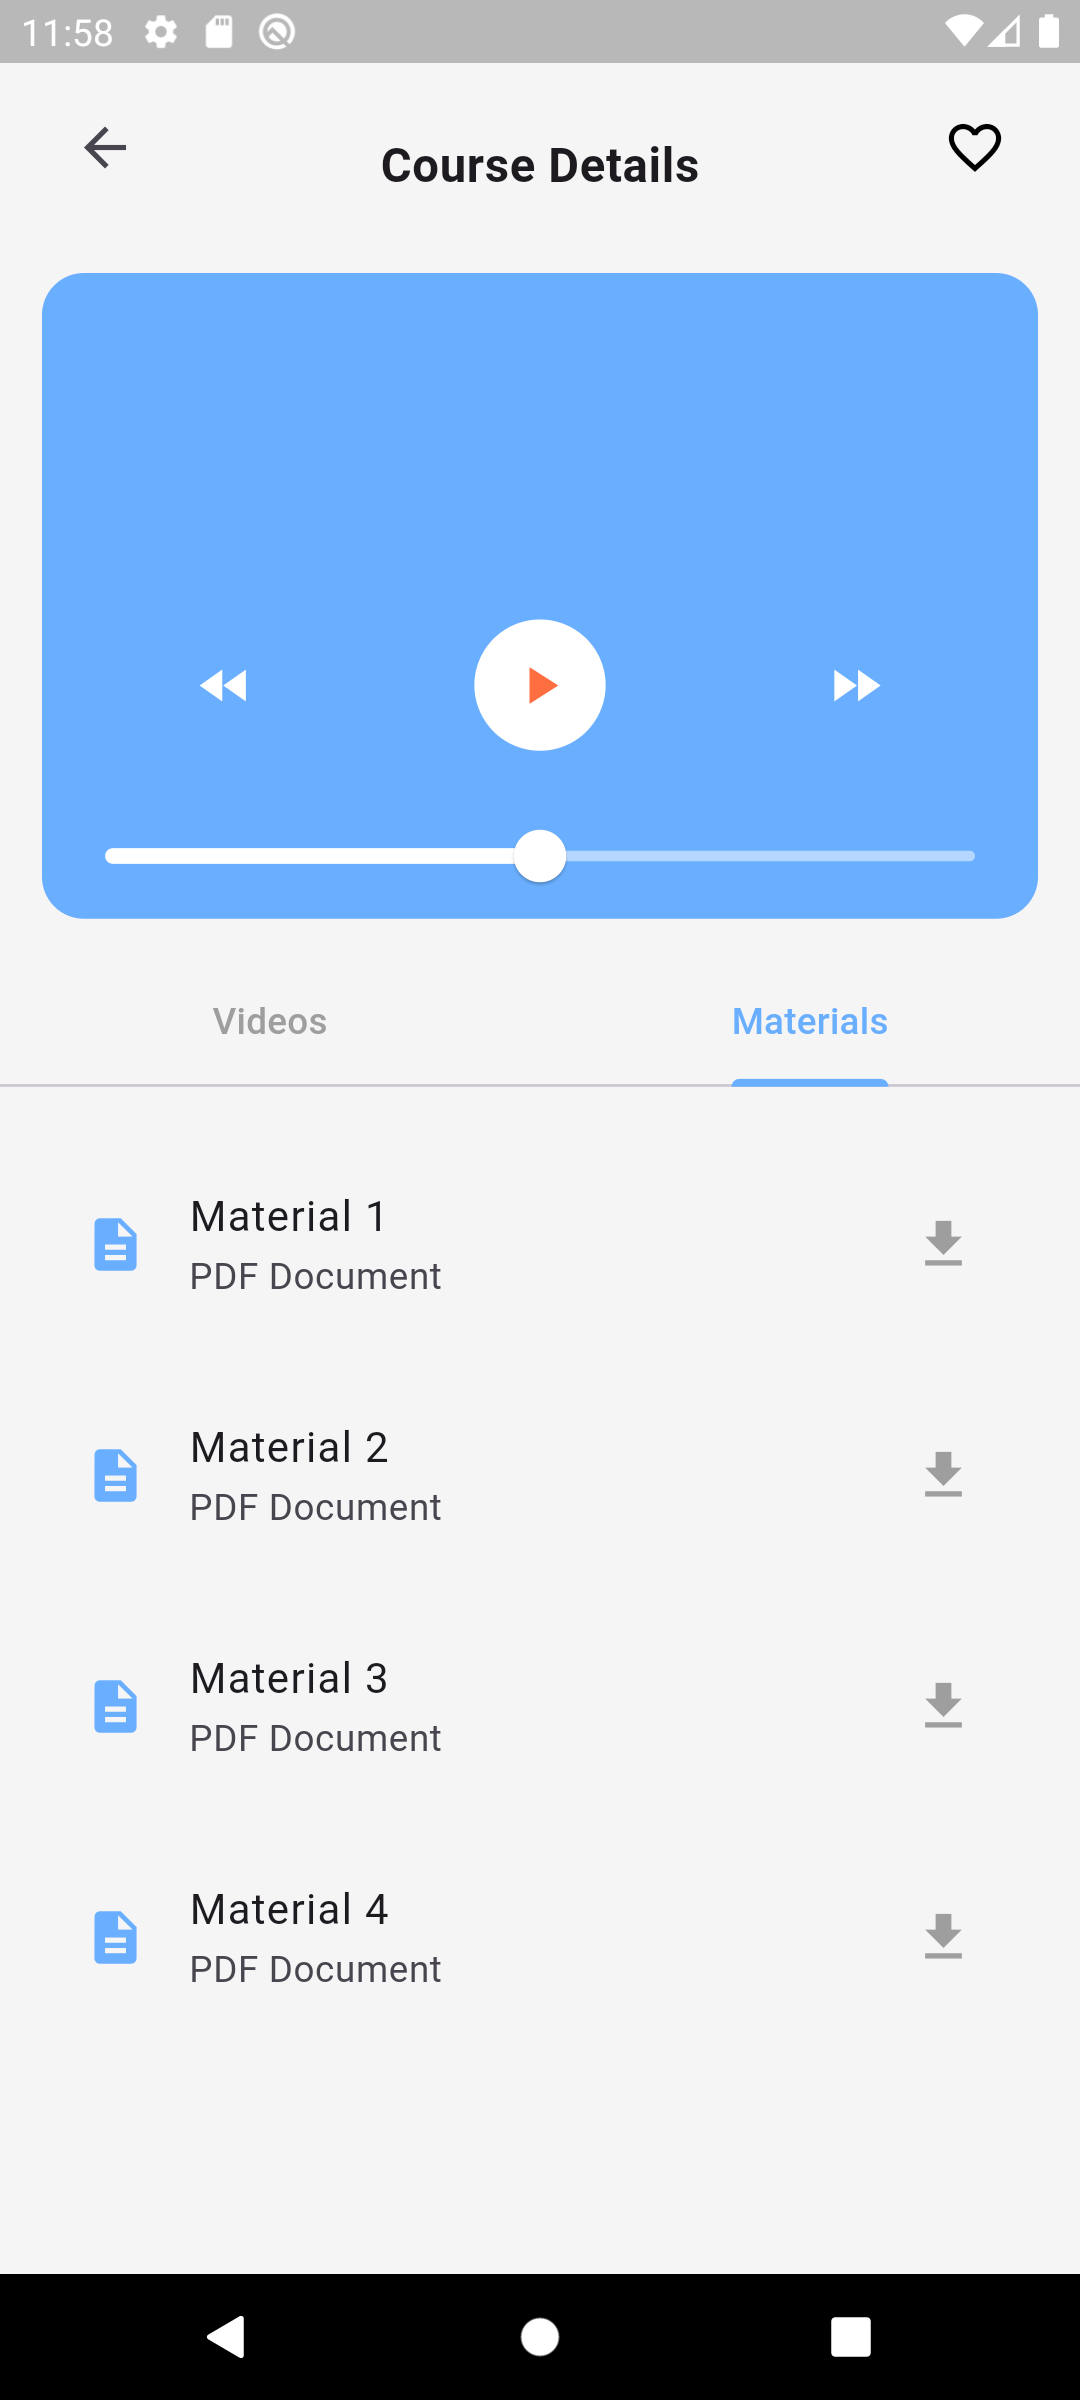 11:58
Course Details
Videos
Materials
Material 1
PDF Document
Material 2
PDF Document
Material 3
PDF Document
Material 4
PDF Document